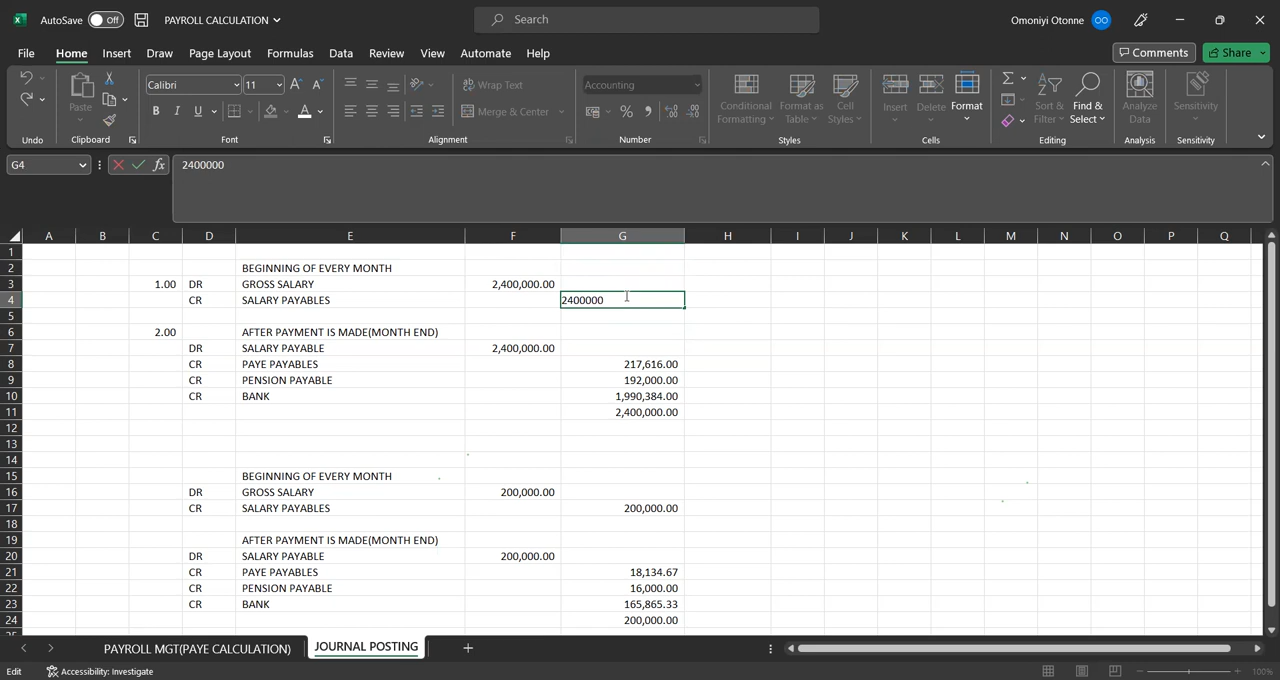 AutoSave Off PAYROLL CALCULATION Search Omoniyi Otonne OO
File Home Insert Draw Page Layout Formulas Data Review View Automate Help Comments Share
Calibri 11 Wrap Text Accounting
Paste B I U Merge & Center Conditional Formatting Format as Table Cell Styles Insert Delete Format Sort & Filter Find & Select Analyze Data Sensitivity
Undo Clipboard Font Alignment Number Styles Cells Editing Analysis Sensitivity
G4 fx 2400000
A B C D E F G H I J K L M N O P Q
1
2 BEGINNING OF EVERY MONTH
3 1.00 DR GROSS SALARY 2,400,000.00
4 CR SALARY PAYABLES 2400000
5
6 2.00 AFTER PAYMENT IS MADE(MONTH END)
7 DR SALARY PAYABLE 2,400,000.00
8 CR PAYE PAYABLES 217,616.00
9 CR PENSION PAYABLE 192,000.00
10 CR BANK 1,990,384.00
11 2,400,000.00
12
13
14
15 BEGINNING OF EVERY MONTH
16 DR GROSS SALARY 200,000.00
17 CR SALARY PAYABLES 200,000.00
18
19 AFTER PAYMENT IS MADE(MONTH END)
20 DR SALARY PAYABLE 200,000.00
21 CR PAYE PAYABLES 18,134.67
22 CR PENSION PAYABLE 16,000.00
23 CR BANK 165,865.33
24 200,000.00
PAYROLL MGT(PAYE CALCULATION) JOURNAL POSTING
Edit Accessibility: Investigate 100%